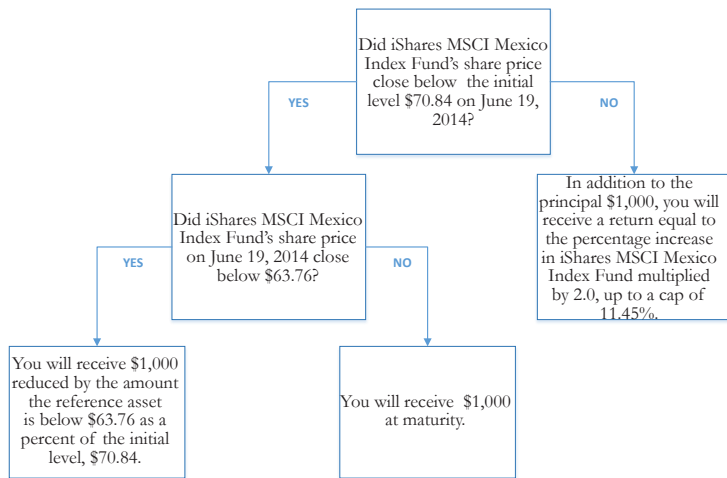 Did iShares MSCI Mexico
Index Fund's share price
close below the initial
level $70.84 on June 19,
2014?
YES
NO
Did iShares MSCI Mexico
Index Fund's share price
on June 19, 2014 close
below $63.76?
In addition to the
principal $1,000, you will
receive a return equal to
the percentage increase
in iShares MSCI Mexico
Index Fund multiplied
by 2.0, up to a cap of
11.45%.
YES
NO
You will receive $1,000
reduced by the amount
the reference asset
is below $63.76 as a
percent of the initial
level, $70.84.
You will receive $1,000
at maturity.